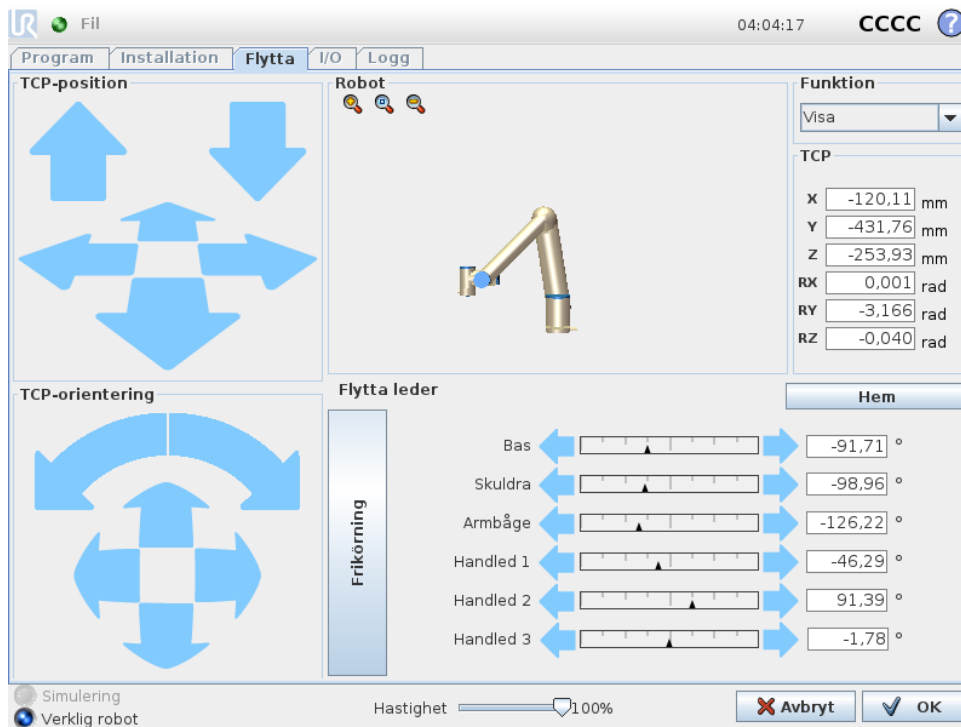 UR Fil 04:04:17 CCCC ?
Program Installation Flytta I/O Logg
TCP-position
Robot
Funktion
Visa
TCP
X -120,11 mm
Y -431,76 mm
Z -253,93 mm
RX 0,001 rad
RY -3,166 rad
RZ -0,040 rad
TCP-orientering
Flytta leder
Hem
Frikörning
Bas -91,71 °
Skuldra -98,96 °
Armbåge -126,22 °
Handled 1 -46,29 °
Handled 2 91,39 °
Handled 3 -1,78 °
Simulering
Verklig robot
Hastighet 100%
Avbryt
OK